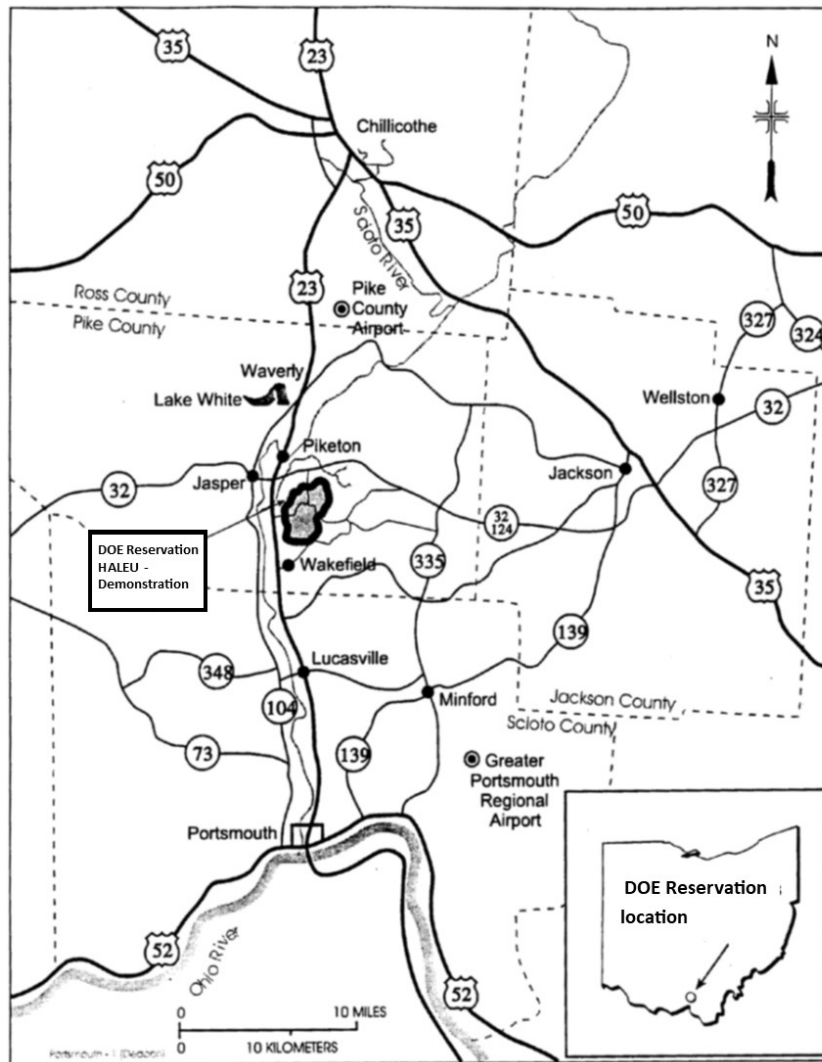 35
23
N
Chillicothe
50
Scioto River
35
50
23
Ross County
Pike County
Pike
County
Airport
327
324
Waverly
Lake White
Wellston
32
Piketon
Jasper
Jackson
32
327
32
124
DOE Reservation
HALEU -
Demonstration
Wakefield
335
35
139
348
Lucasville
104
Minford
Jackson County
Scioto County
73
139
Greater
Portsmouth
Regional
Airport
Portsmouth
DOE Reservation
location
52
Ohio River
52
0 10 MILES
0 10 KILOMETERS
Portsmouth - 1 (Deacon)